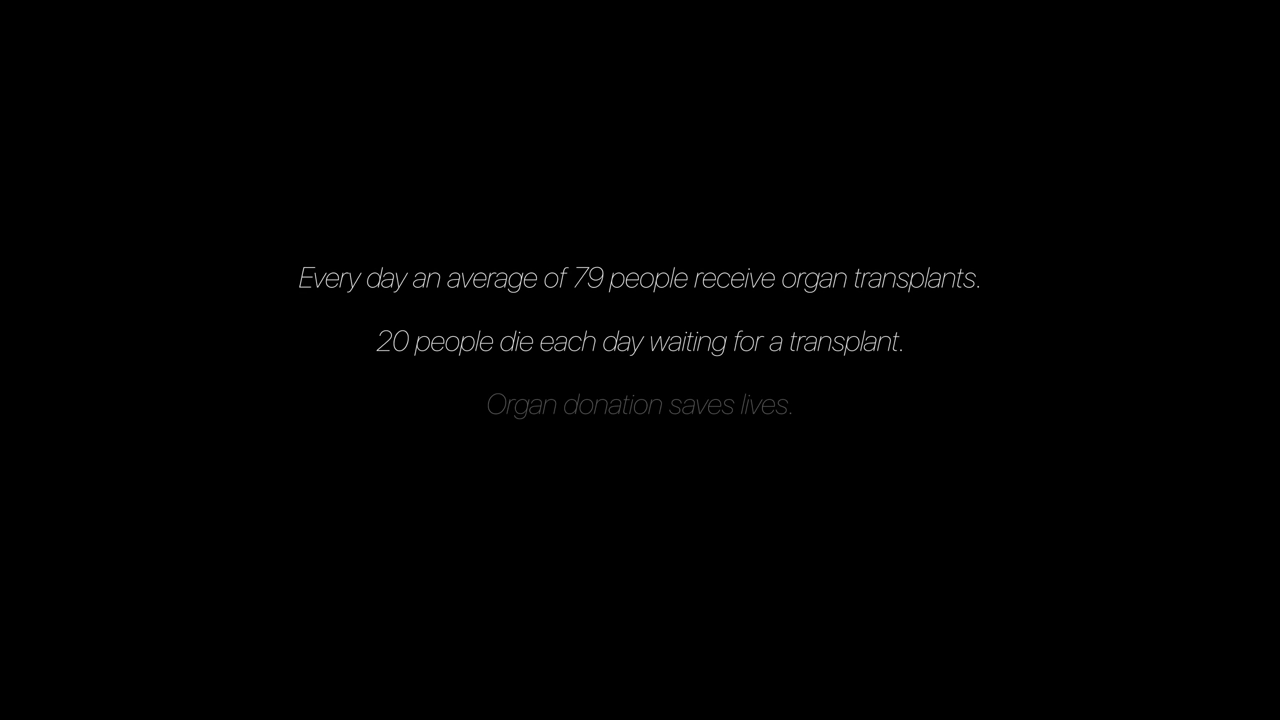 Every day an average of 79 people receive organ transplants.
20 people die each day waiting for a transplant.
Organ donation saves lives.